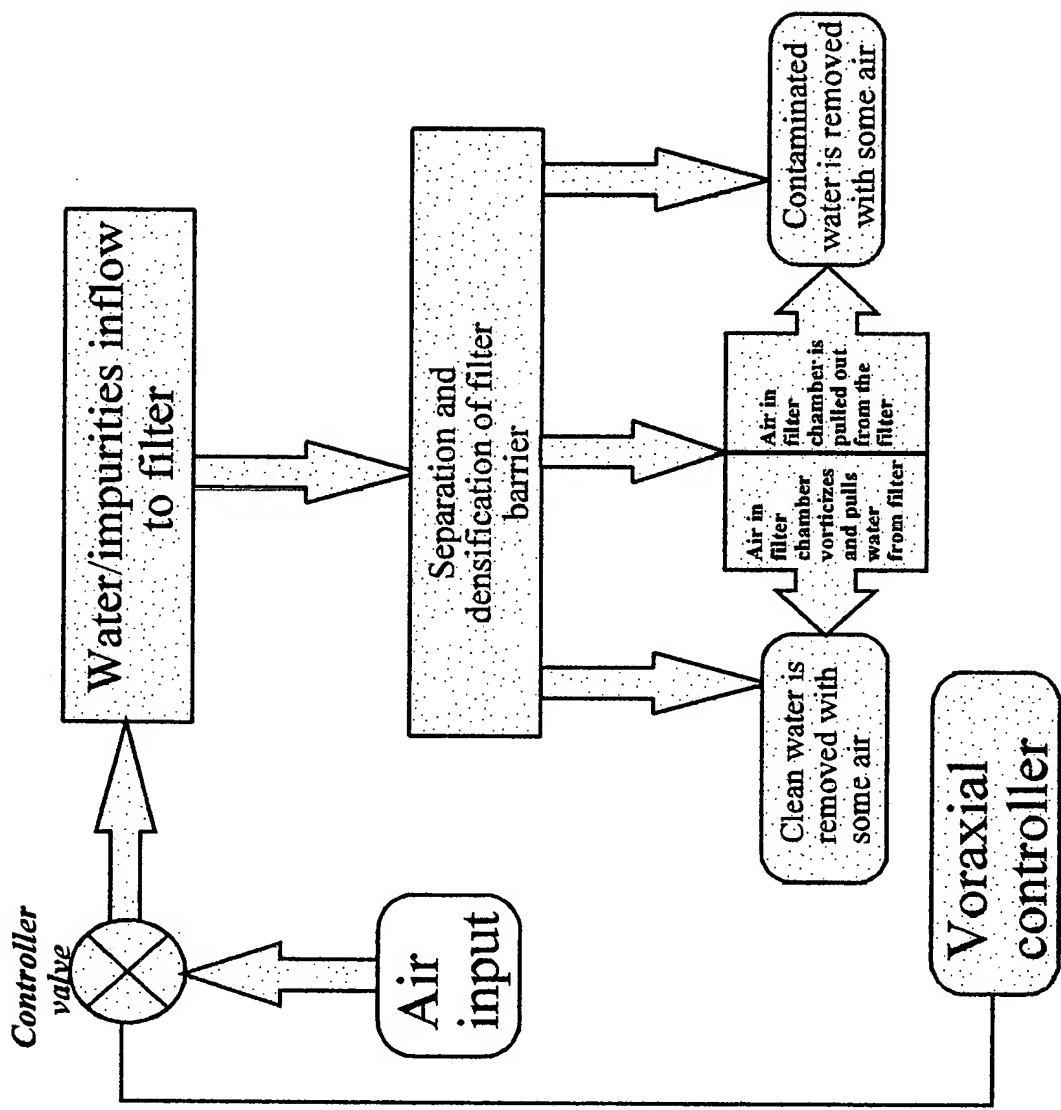 Controller
valve
Air
input
Water/impurities inflow
to filter
Separation and
densification of filter
barrier
Clean water is
removed with
some air
Air in
filter
chamber
vorticizes
and pulls
water
from filter
Air in
filter
chamber is
pulled out
from the
filter
Contaminated
water is removed
with some air
Voraxial
controller